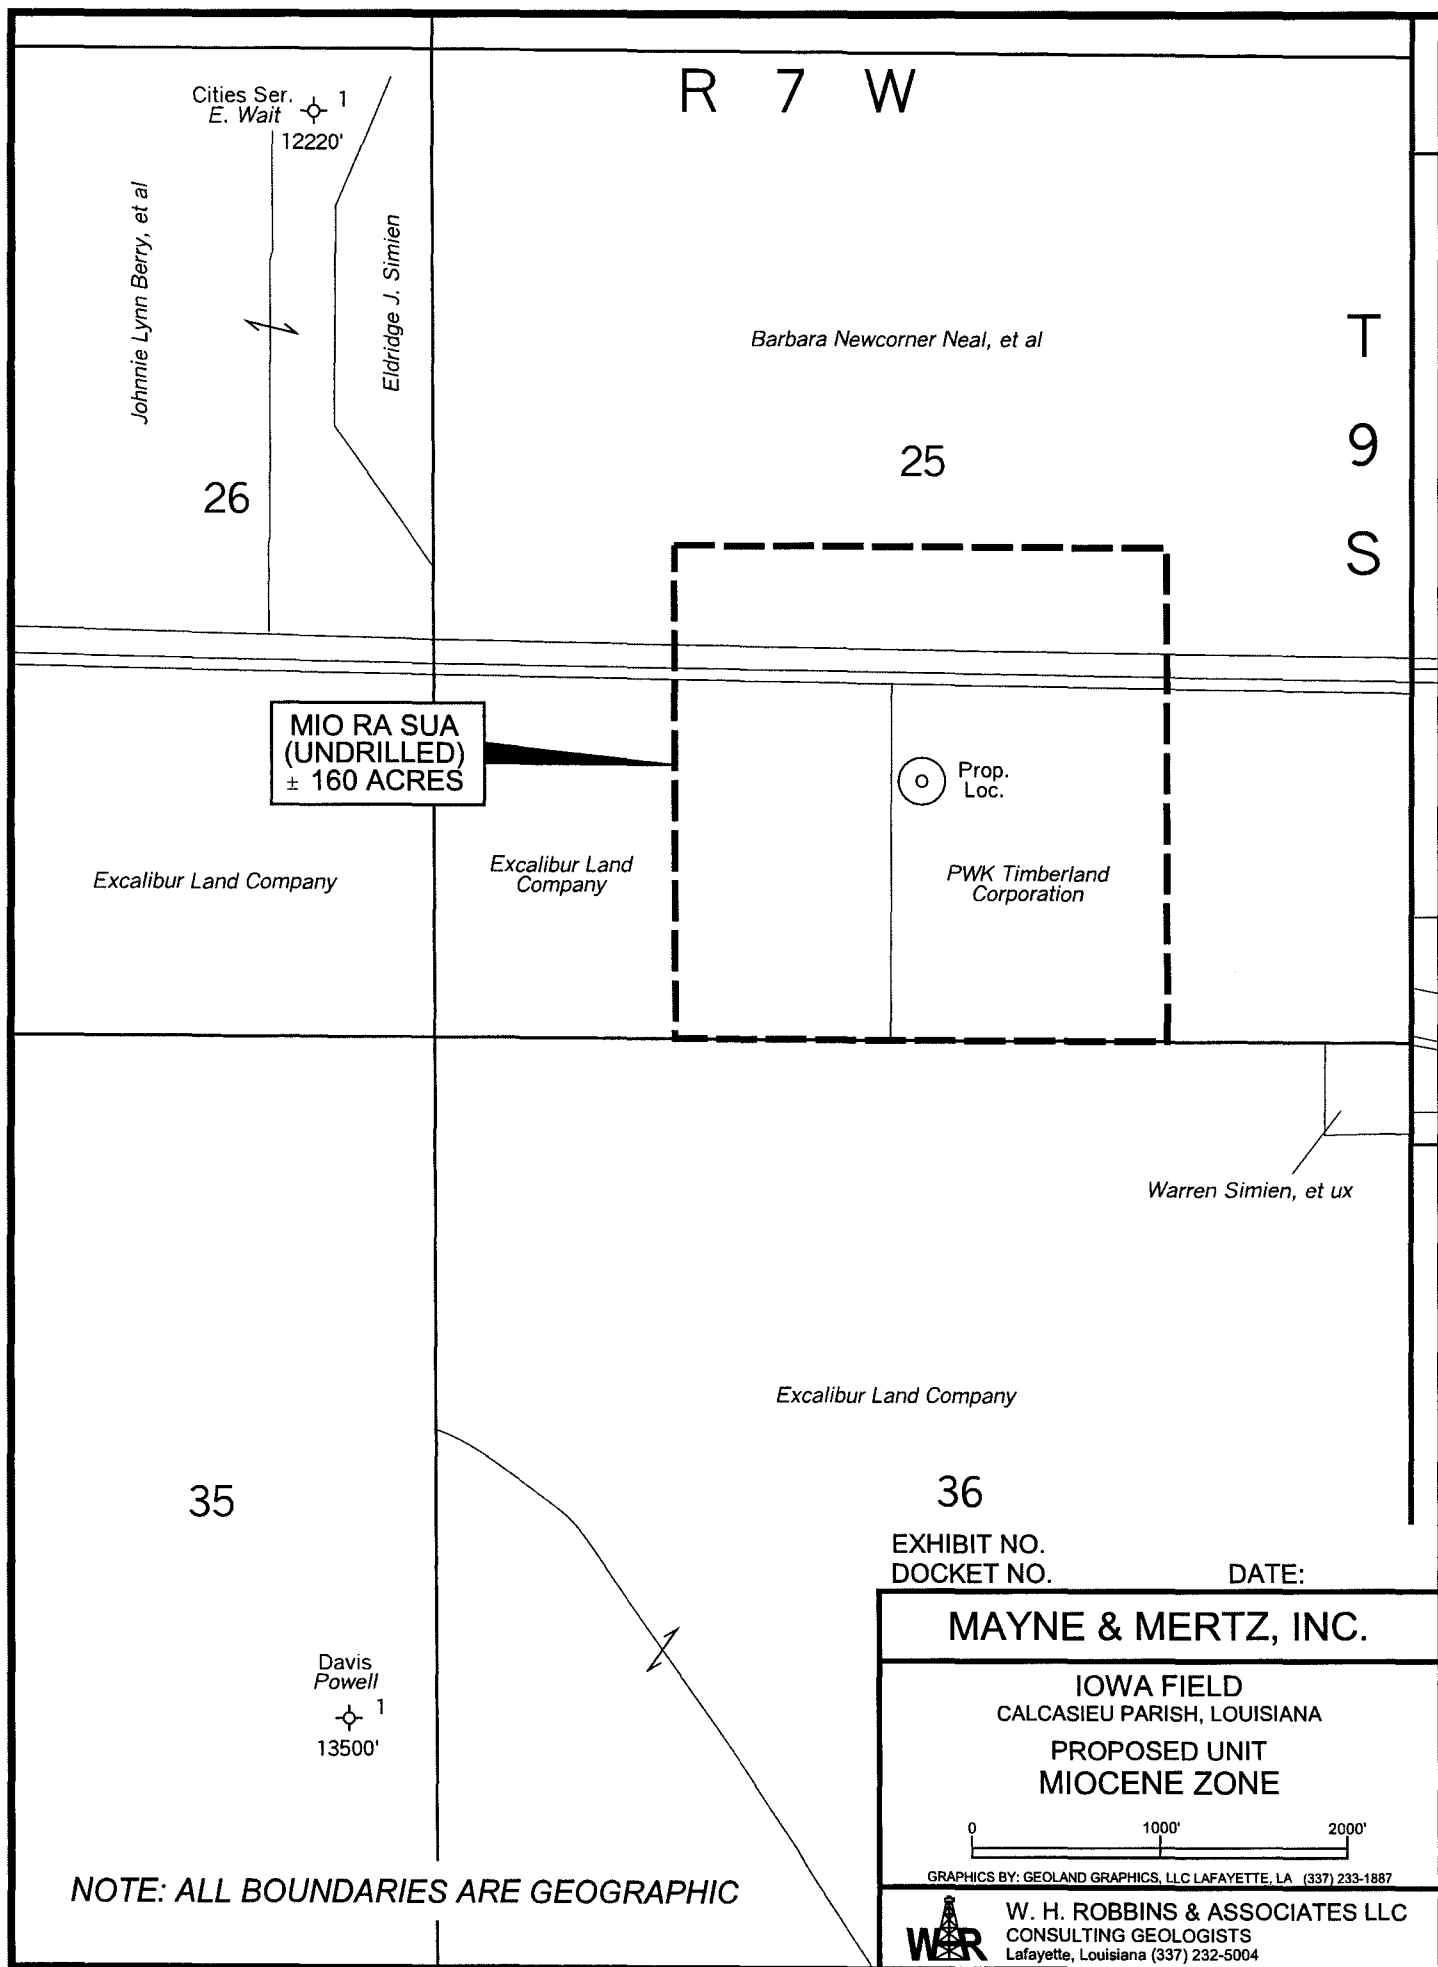 R 7 W
Cities Ser.
E. Wait
1
12220'
Johnnie Lynn Berry, et al
Eldridge J. Simien
Barbara Newcorner Neal, et al
T
9
S
25
26
MIO RA SUA
(UNDRILLED)
± 160 ACRES
Prop.
Loc.
Excalibur Land Company
Excalibur Land
Company
PWK Timberland
Corporation
Warren Simien, et ux
Excalibur Land Company
35
36
Davis
Powell
1
13500'
NOTE: ALL BOUNDARIES ARE GEOGRAPHIC
EXHIBIT NO.
DOCKET NO. DATE:
MAYNE & MERTZ, INC.
IOWA FIELD
CALCASIEU PARISH, LOUISIANA
PROPOSED UNIT
MIOCENE ZONE
0 1000' 2000'
GRAPHICS BY: GEOLAND GRAPHICS, LLC LAFAYETTE, LA (337) 233-1887
WR
W. H. ROBBINS & ASSOCIATES LLC
CONSULTING GEOLOGISTS
Lafayette, Louisiana (337) 232-5004